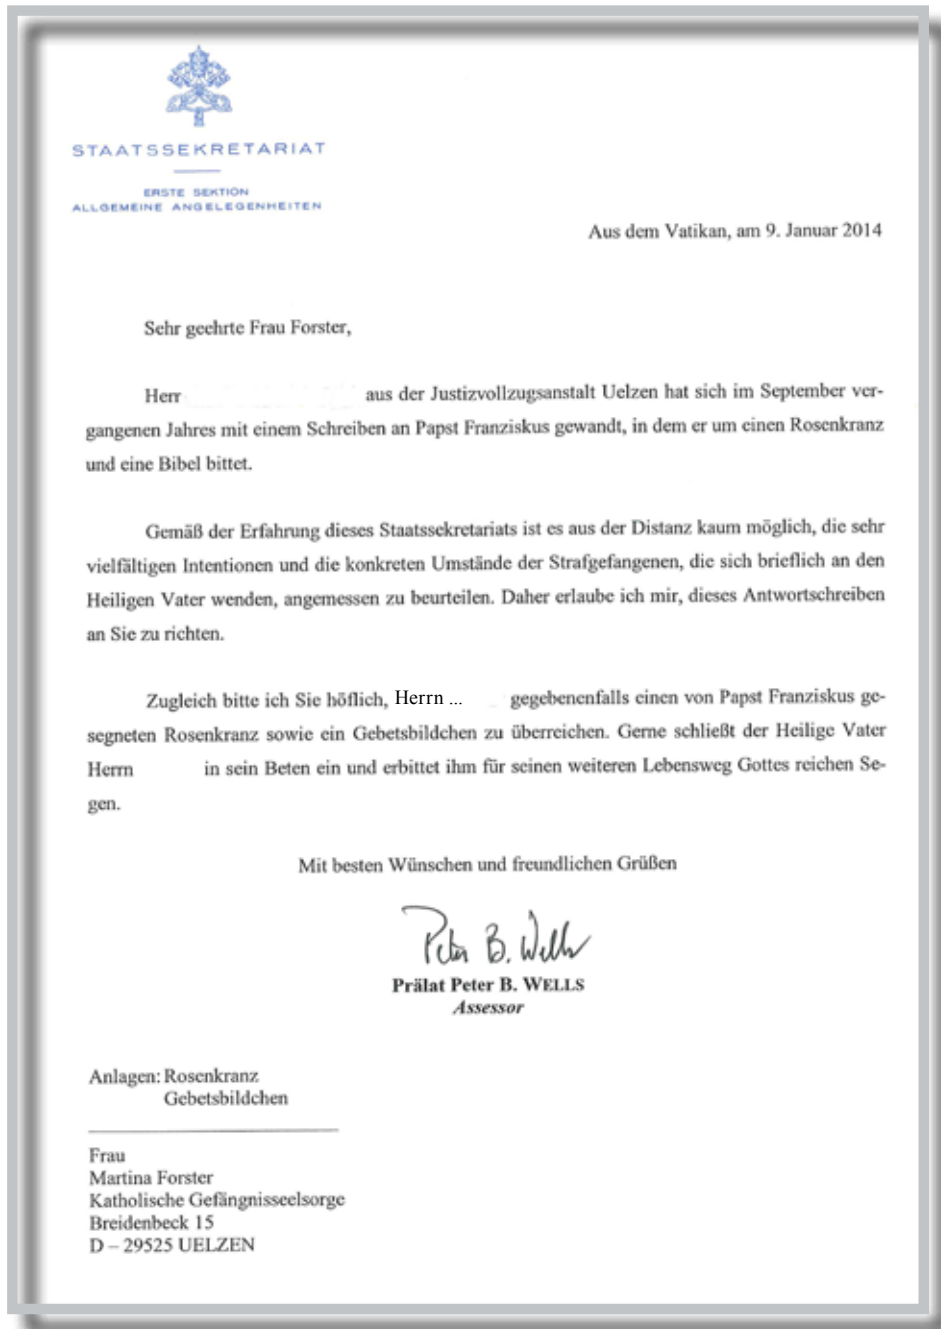 STAATSSEKRETARIAT
ERSTE SEKTION
ALLGEMEINE ANGELEGENHEITEN
Aus dem Vatikan, am 9. Januar 2014
Sehr geehrte Frau Forster,
Herr aus der Justizvollzugsanstalt Uelzen hat sich im September ver-
gangenen Jahres mit einem Schreiben an Papst Franziskus gewandt, in dem er um einen Rosenkranz
und eine Bibel bittet.
Gemäß der Erfahrung dieses Staatssekretariats ist es aus der Distanz kaum möglich, die sehr
vielfältigen Intentionen und die konkreten Umstände der Strafgefangenen, die sich brieflich an den
Heiligen Vater wenden, angemessen zu beurteilen. Daher erlaube ich mir, dieses Antwortschreiben
an Sie zu richten.
Zugleich bitte ich Sie höflich, Herrn ... gegebenenfalls einen von Papst Franziskus ge-
segneten Rosenkranz sowie ein Gebetsbildchen zu überreichen. Gerne schließt der Heilige Vater
Herrn in sein Beten ein und erbittet ihm für seinen weiteren Lebensweg Gottes reichen Se-
gen.
Mit besten Wünschen und freundlichen Grüßen
Peter B. Wells
Prälat Peter B. WELLS
Assessor
Anlagen: Rosenkranz
Gebetsbildchen
Frau
Martina Forster
Katholische Gefängnisseelsorge
Breidenbeck 15
D – 29525 UELZEN